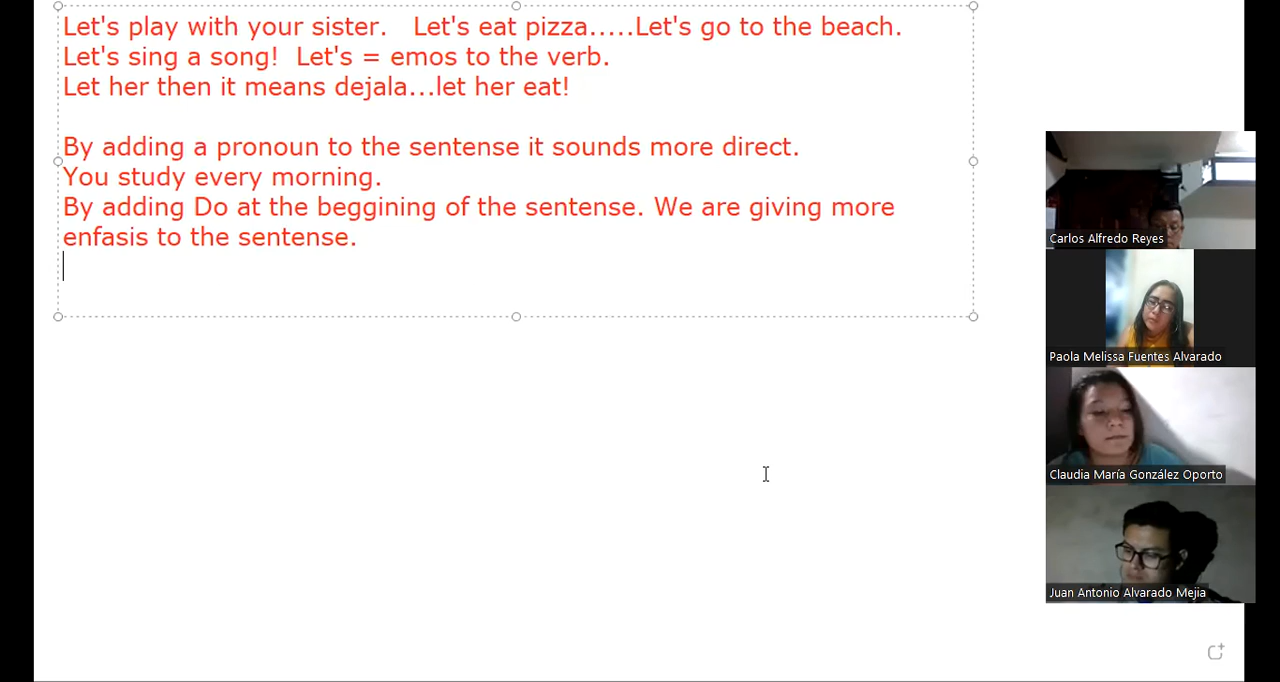 Let's play with your sister.   Let's eat pizza.....Let's go to the beach.
Let's sing a song!  Let's = emos to the verb.
Let her then it means dejala...let her eat!
By adding a pronoun to the sentense it sounds more direct.
You study every morning.
By adding Do at the beggining of the sentense. We are giving more
enfasis to the sentense.
Carlos Alfredo Reyes
Paola Melissa Fuentes Alvarado
Claudia María González Oporto
Juan Antonio Alvarado Mejia